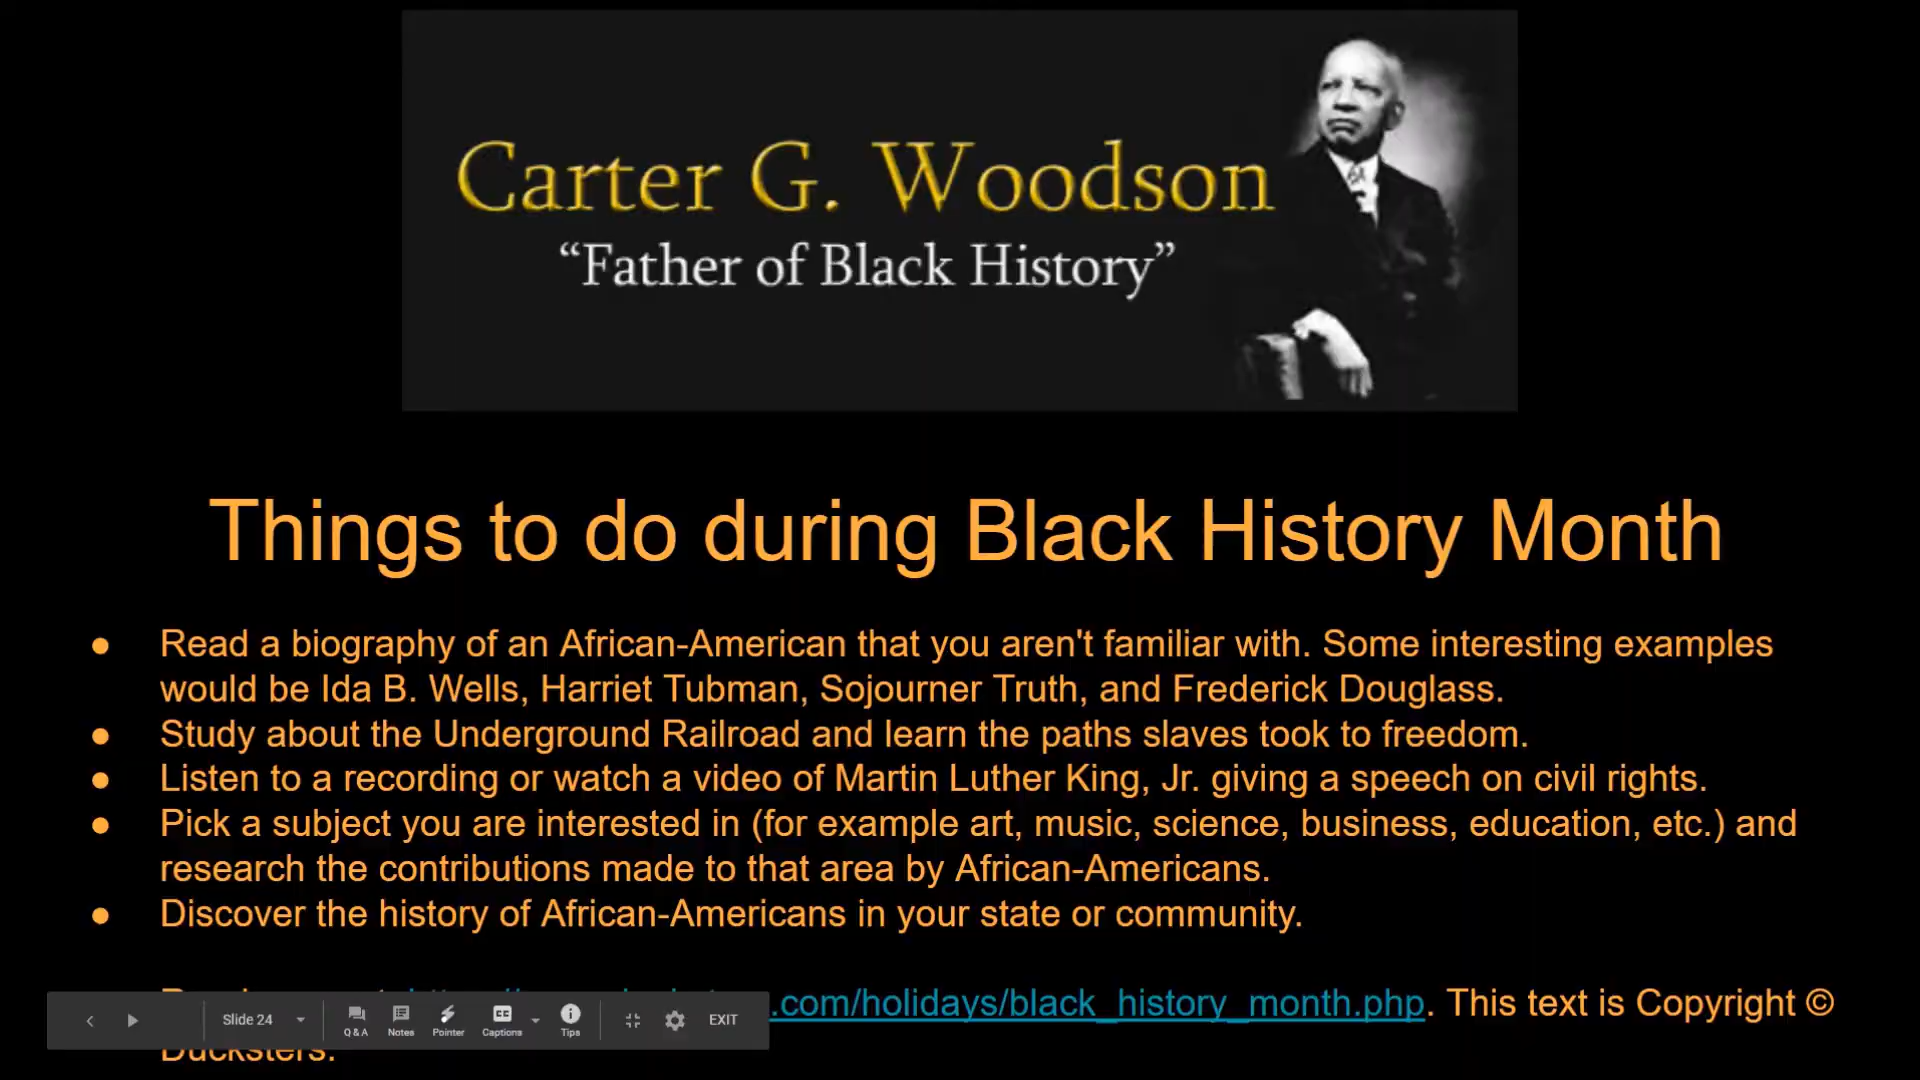 Carter G. Woodson
“Father of Black History”
Things to do during Black History Month
● Read a biography of an African-American that you aren't familiar with. Some interesting examples
would be Ida B. Wells, Harriet Tubman, Sojourner Truth, and Frederick Douglass.
● Study about the Underground Railroad and learn the paths slaves took to freedom.
● Listen to a recording or watch a video of Martin Luther King, Jr. giving a speech on civil rights.
● Pick a subject you are interested in (for example art, music, science, business, education, etc.) and
research the contributions made to that area by African-Americans.
● Discover the history of African-Americans in your state or community.
.com/holidays/black_history_month.php. This text is Copyright ©
Ducksters.
Slide 24 Q & A Notes Pointer Captions Tips EXIT